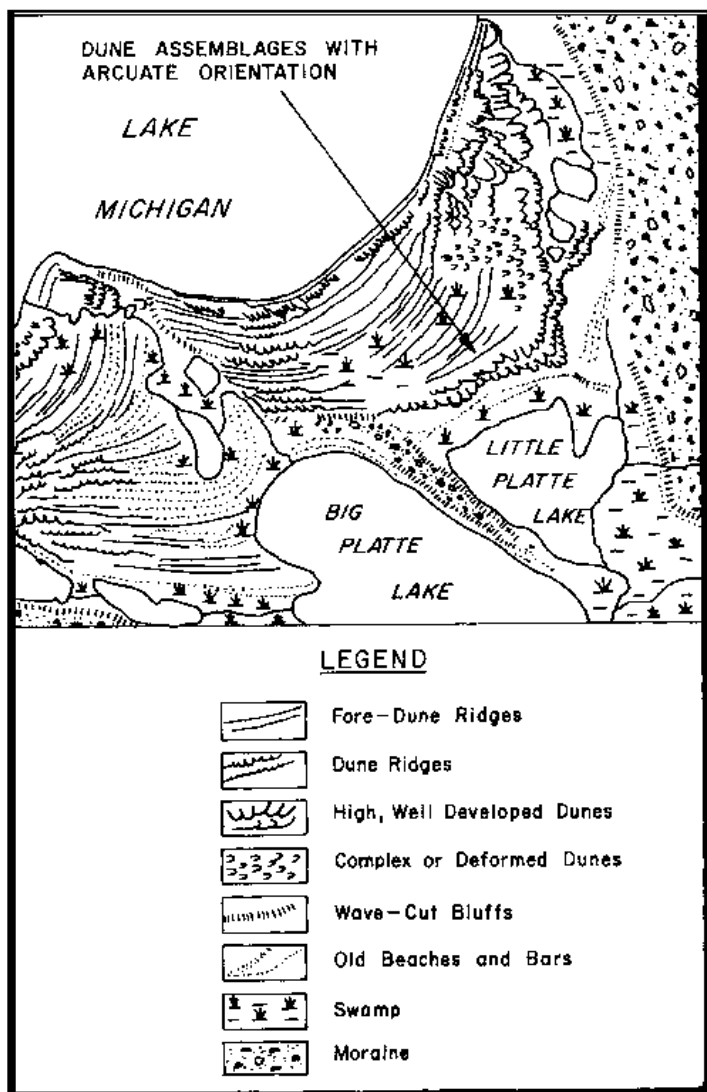 DUNE ASSEMBLAGES WITH
ARCUATE ORIENTATION
LAKE
MICHIGAN
LITTLE
PLATTE
LAKE
BIG
PLATTE
LAKE
LEGEND
Fore-Dune Ridges
Dune Ridges
High, Well Developed Dunes
Complex or Deformed Dunes
Wave-Cut Bluffs
Old Beaches and Bars
Swamp
Moraine